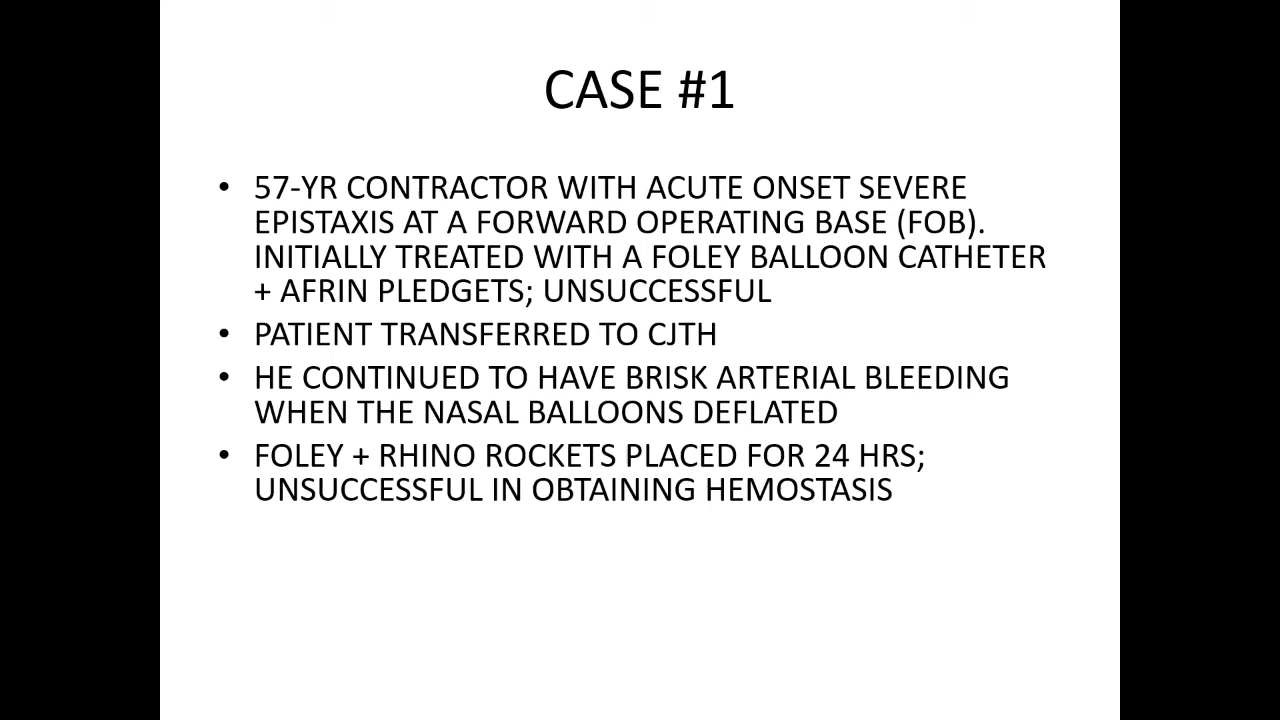 CASE #1
• 57-YR CONTRACTOR WITH ACUTE ONSET SEVERE
EPISTAXIS AT A FORWARD OPERATING BASE (FOB).
INITIALLY TREATED WITH A FOLEY BALLOON CATHETER
+ AFRIN PLEDGETS; UNSUCCESSFUL
• PATIENT TRANSFERRED TO CJTH
• HE CONTINUED TO HAVE BRISK ARTERIAL BLEEDING
WHEN THE NASAL BALLOONS DEFLATED
• FOLEY + RHINO ROCKETS PLACED FOR 24 HRS;
UNSUCCESSFUL IN OBTAINING HEMOSTASIS